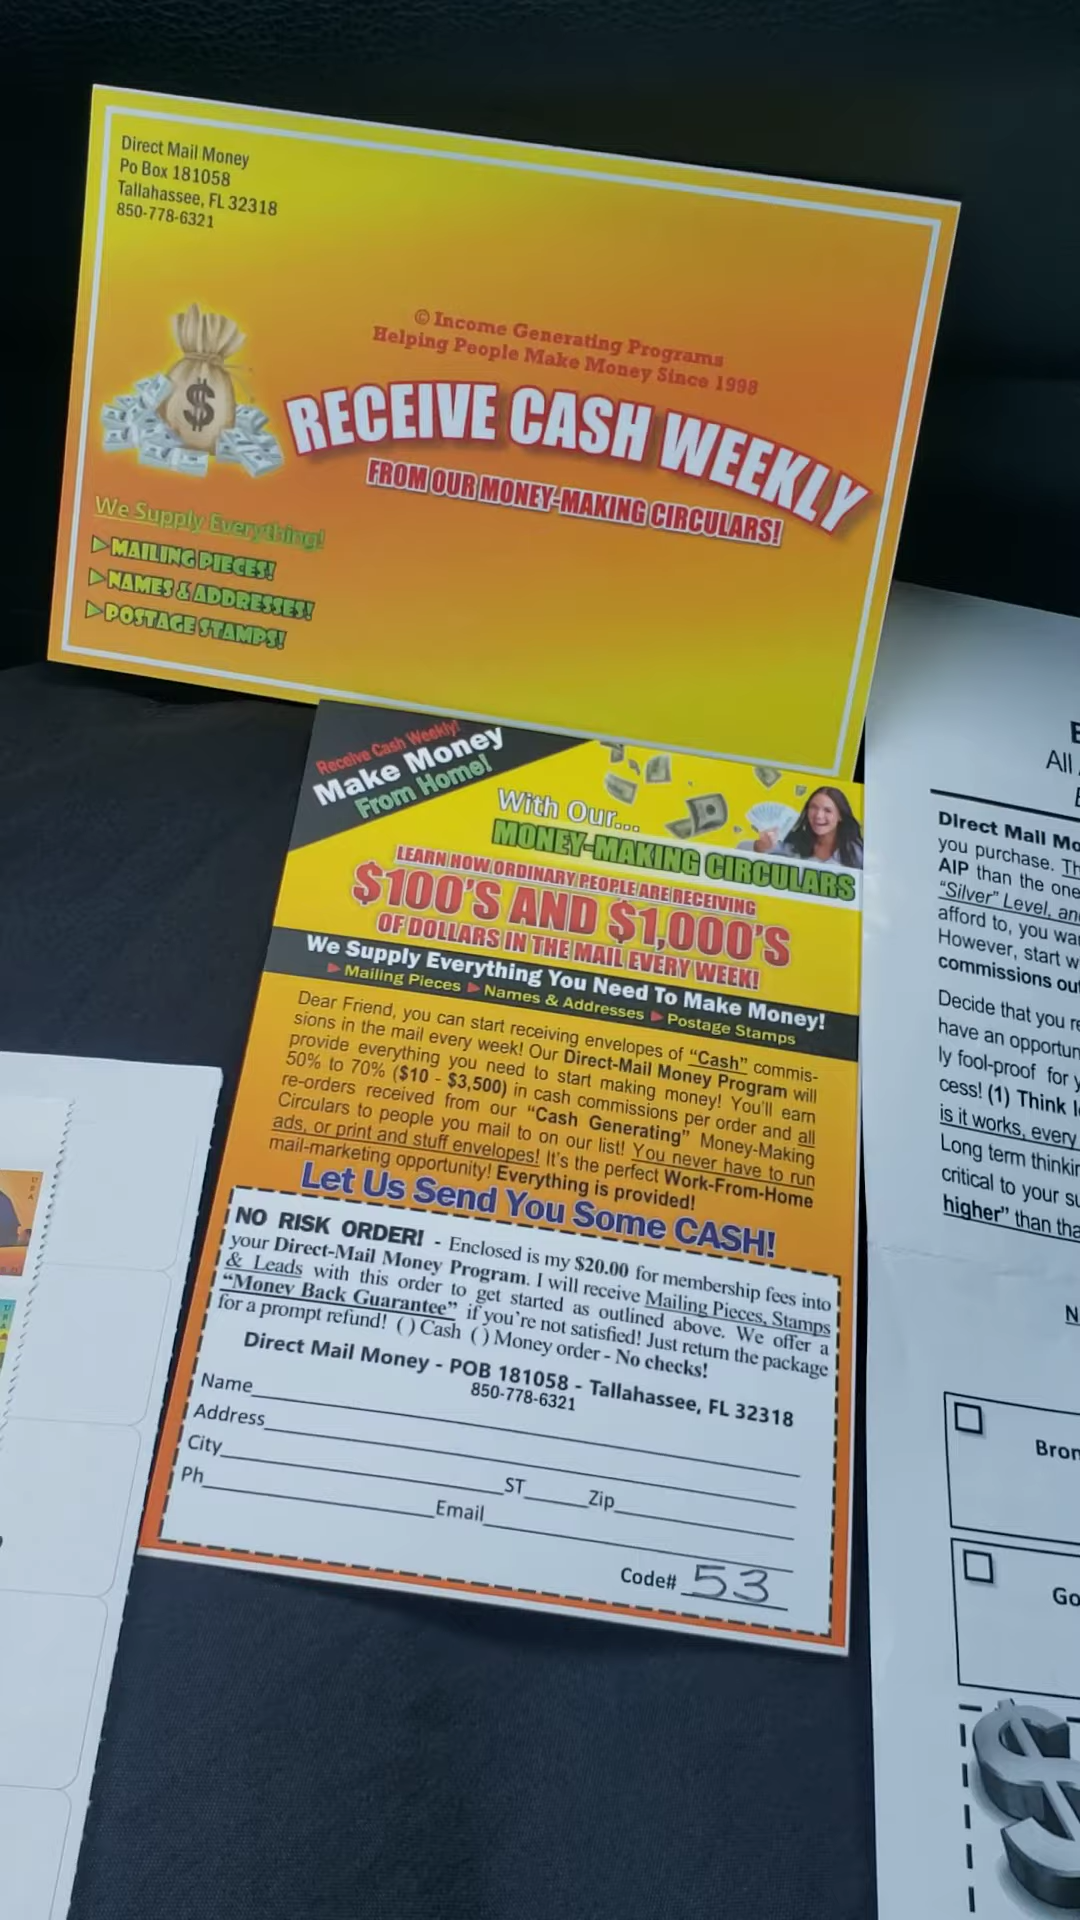 Direct Mail Money
Po Box 181058
Tallahassee, FL 32318
850-778-6321
© Income Generating Programs
Helping People Make Money Since 1998
RECEIVE CASH WEEKLY
FROM OUR MONEY-MAKING CIRCULARS!
$
We Supply Everything!
MAILING PIECES!
NAMES & ADDRESSES!
POSTAGE STAMPS!
Receive Cash Weekly!
Make Money
From Home!
With Our...
MONEY-MAKING CIRCULARS
LEARN HOW ORDINARY PEOPLE ARE RECEIVING
$100'S AND $1,000'S
OF DOLLARS IN THE MAIL EVERY WEEK!
We Supply Everything You Need To Make Money!
Mailing Pieces Names & Addresses Postage Stamps
Dear Friend, you can start receiving envelopes of "Cash" commis-
sions in the mail every week! Our Direct-Mail Money Program will
provide everything you need to start making money! You'll earn
50% to 70% ($10 - $3,500) in cash commissions per order and all
re-orders received from our "Cash Generating" Money-Making
Circulars to people you mail to on our list! You never have to run
ads, or print and stuff envelopes! It's the perfect Work-From-Home
mail-marketing opportunity! Everything is provided!
Let Us Send You Some CASH!
NO RISK ORDER! - Enclosed is my $20.00 for membership fees into
your Direct-Mail Money Program. I will receive Mailing Pieces, Stamps
& Leads with this order to get started as outlined above. We offer a
"Money Back Guarantee" if you're not satisfied! Just return the package
for a prompt refund! ( ) Cash ( ) Money order - No checks!
Direct Mail Money - POB 181058 - Tallahassee, FL 32318
850-778-6321
Name
Address
City ST Zip
Ph Email
Code# 53
All
Direct Mail Mo
you purchase. Th
AIP than the one
"Silver" Level, and
afford to, you wa
However, start w
commissions out
Decide that you re
have an opportun
ly fool-proof for y
cess! (1) Think l
is it works, every
Long term thinkin
critical to your su
higher" than tha
N
Bron
Go
$